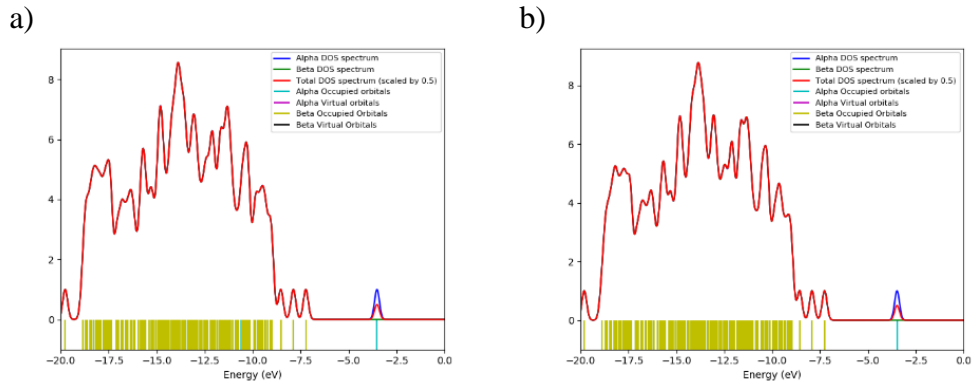 a)
b)
Alpha DOS spectrum
Beta DOS spectrum
Total DOS spectrum (scaled by 0.5)
Alpha Occupied orbitals
Alpha Virtual orbitals
Beta Occupied Orbitals
Beta Virtual Orbitals
8
6
4
2
0
−20.0 −17.5 −15.0 −12.5 −10.0 −7.5 −5.0 −2.5 0.0
Energy (eV)
Alpha DOS spectrum
Beta DOS spectrum
Total DOS spectrum (scaled by 0.5)
Alpha Occupied orbitals
Alpha Virtual orbitals
Beta Occupied Orbitals
Beta Virtual Orbitals
8
6
4
2
0
−20.0 −17.5 −15.0 −12.5 −10.0 −7.5 −5.0 −2.5 0.0
Energy (eV)